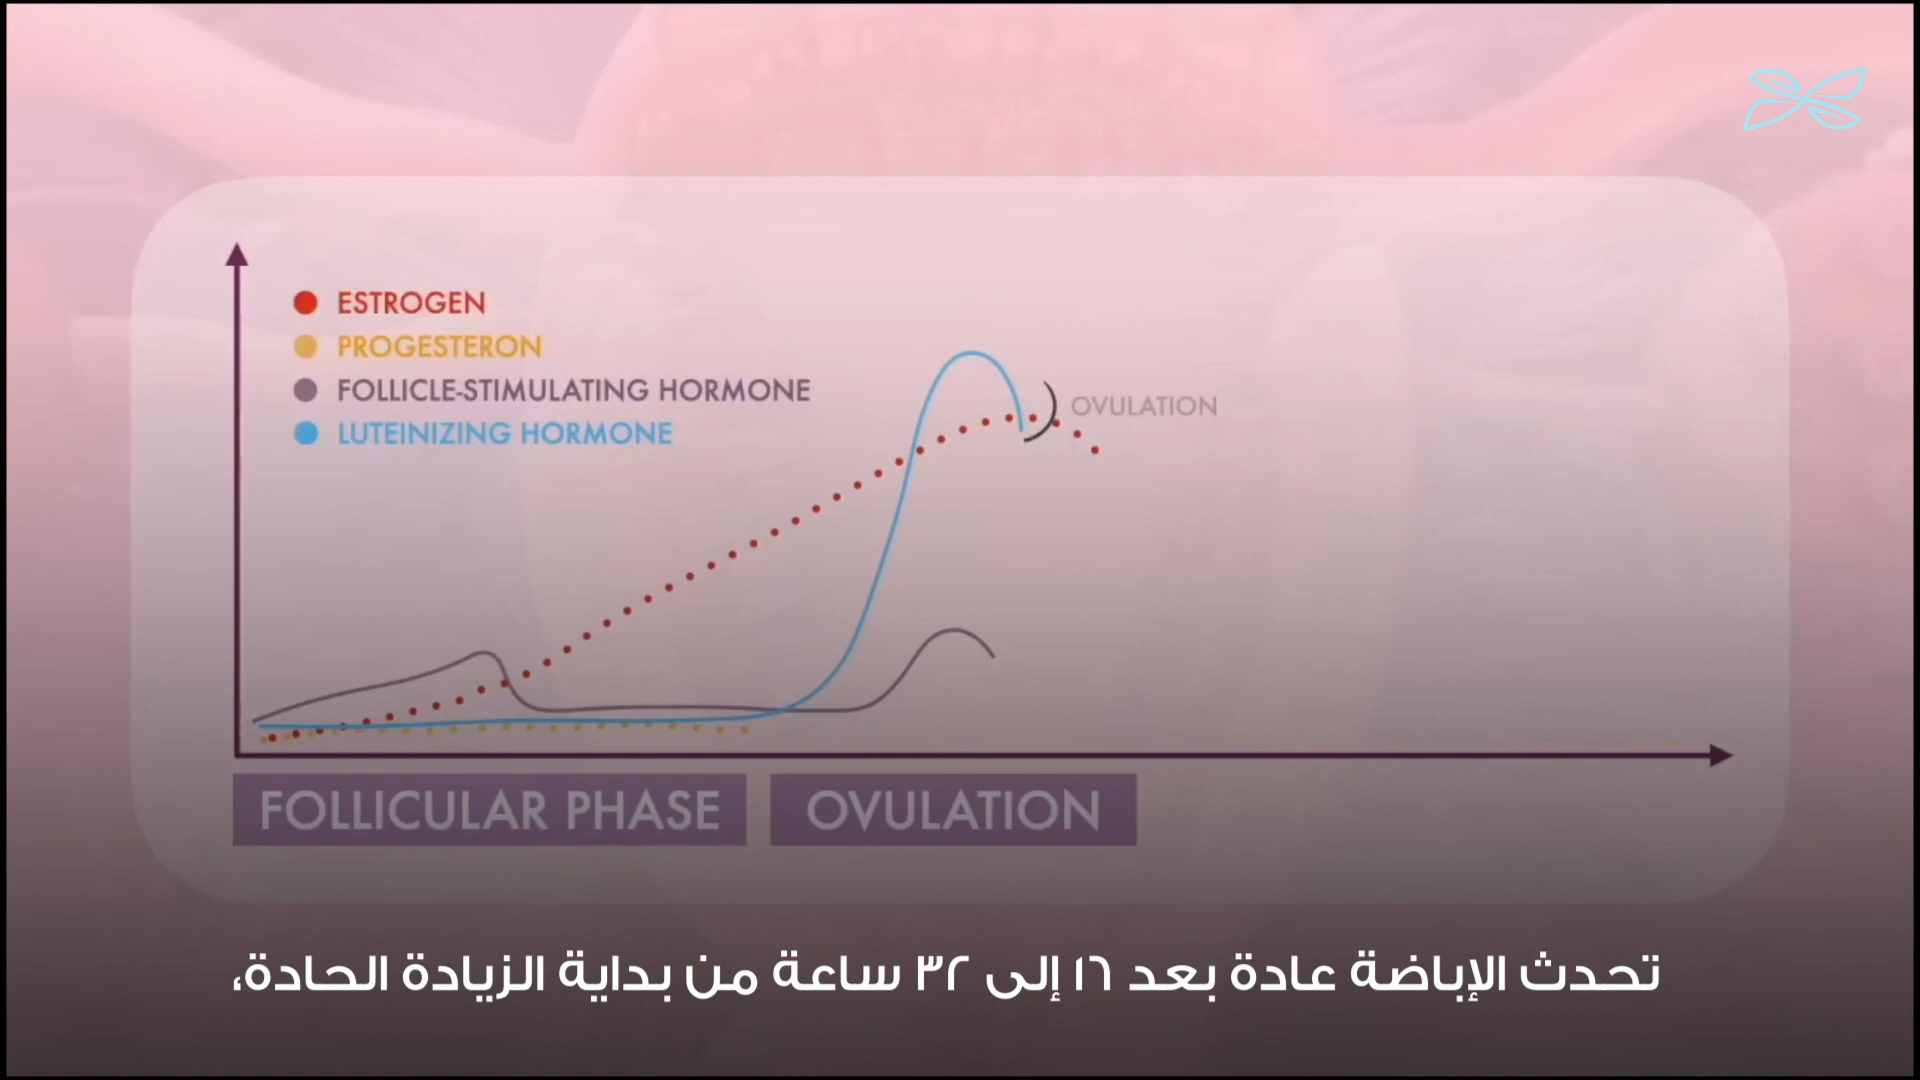 ESTROGEN
PROGESTERON
FOLLICLE-STIMULATING HORMONE
LUTEINIZING HORMONE
OVULATION
FOLLICULAR PHASE
OVULATION
تحدث الإباضة عادة بعد ١٦ إلى ٣٢ ساعة من بداية الزيادة الحادة،